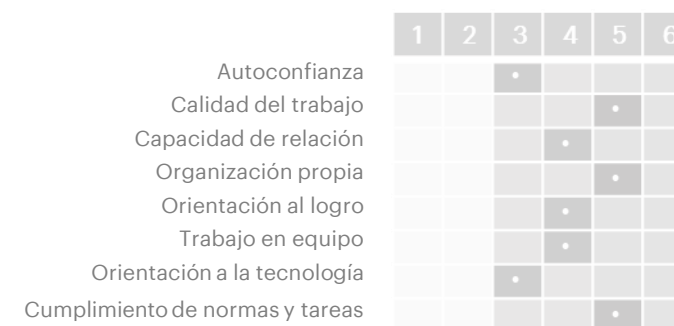 1 2 3 4 5 6
Autoconfianza
Calidad del trabajo
Capacidad de relación
Organización propia
Orientación al logro
Trabajo en equipo
Orientación a la tecnología
Cumplimiento de normas y tareas